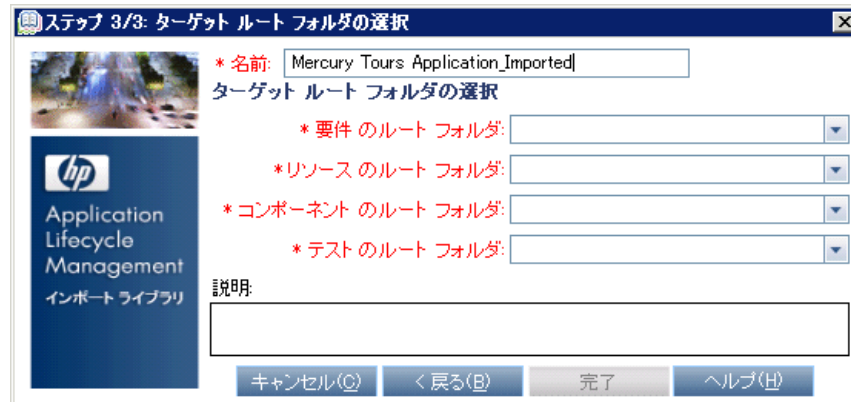 ステップ 3/3: ターゲット ルート フォルダの選択
* 名前: Mercury Tours Application_Imported
ターゲット ルート フォルダの選択
* 要件 のルート フォルダ:
*リソース のルート フォルダ:
* コンポーネント のルート フォルダ:
* テスト のルート フォルダ:
hp
Application
Lifecycle
Management
インポート ライブラリ
説明:
キャンセル(C) < 戻る(B) 完了 ヘルプ(H)